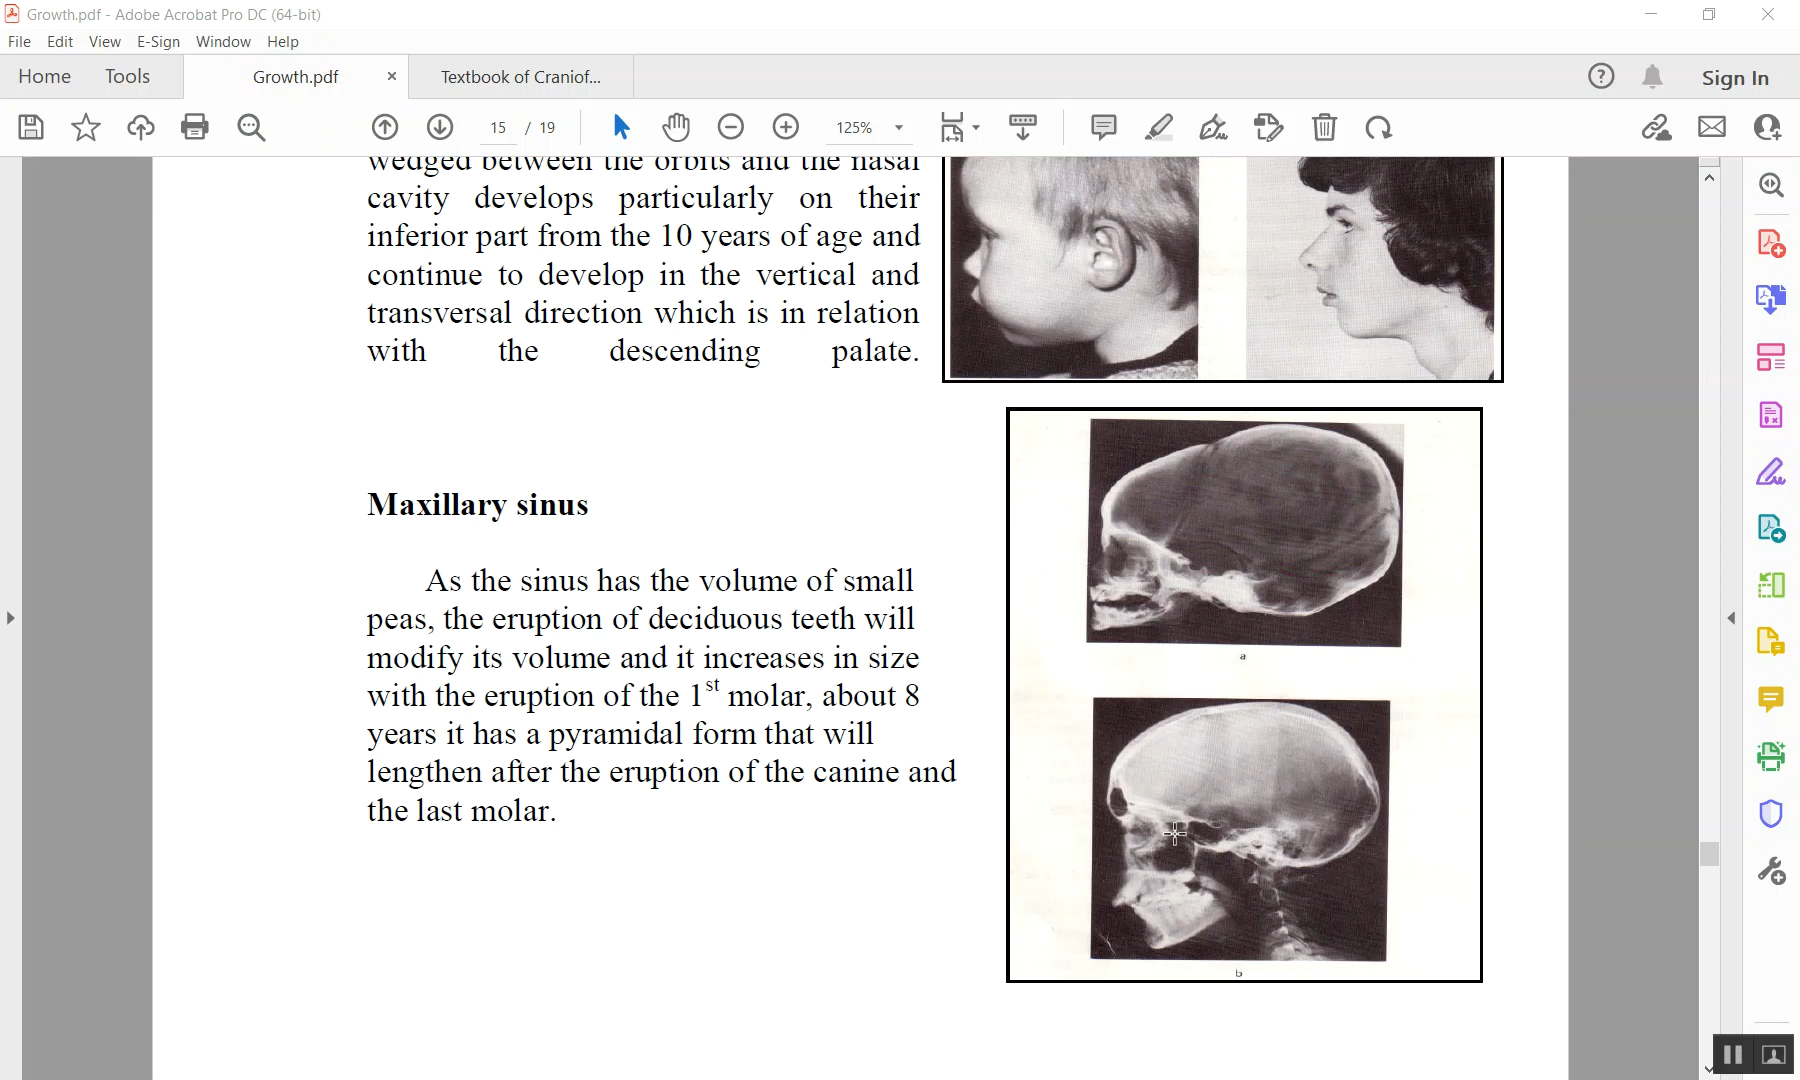 Growth.pdf - Adobe Acrobat Pro DC (64-bit)
File Edit View E-Sign Window Help
Home Tools Growth.pdf × Textbook of Craniof... Sign In
15 / 19 125%
wedged between the orbits and the nasal
cavity develops particularly on their
inferior part from the 10 years of age and
continue to develop in the vertical and
transversal direction which is in relation
with the descending palate.
Maxillary sinus
As the sinus has the volume of small
peas, the eruption of deciduous teeth will
modify its volume and it increases in size
with the eruption of the 1st molar, about 8
years it has a pyramidal form that will
lengthen after the eruption of the canine and
the last molar.
a
b